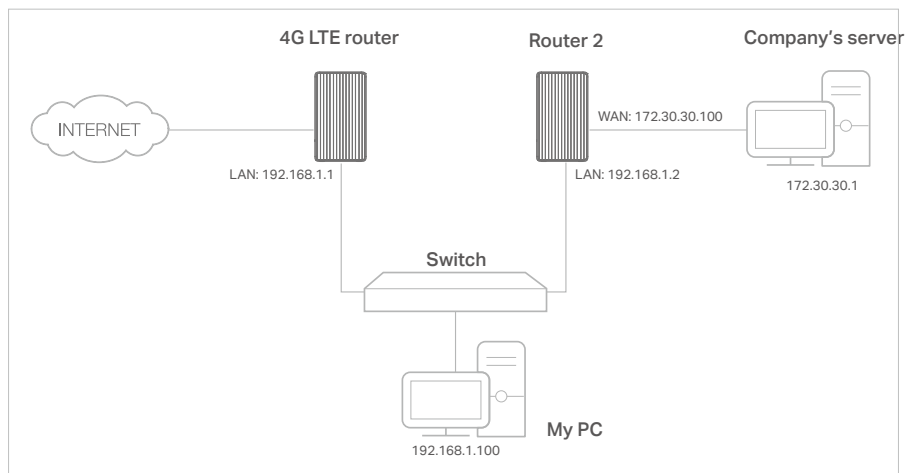 4G LTE router
Router 2
Company's server
INTERNET
WAN: 172.30.30.100
LAN: 192.168.1.1
LAN: 192.168.1.2
172.30.30.1
Switch
My PC
192.168.1.100